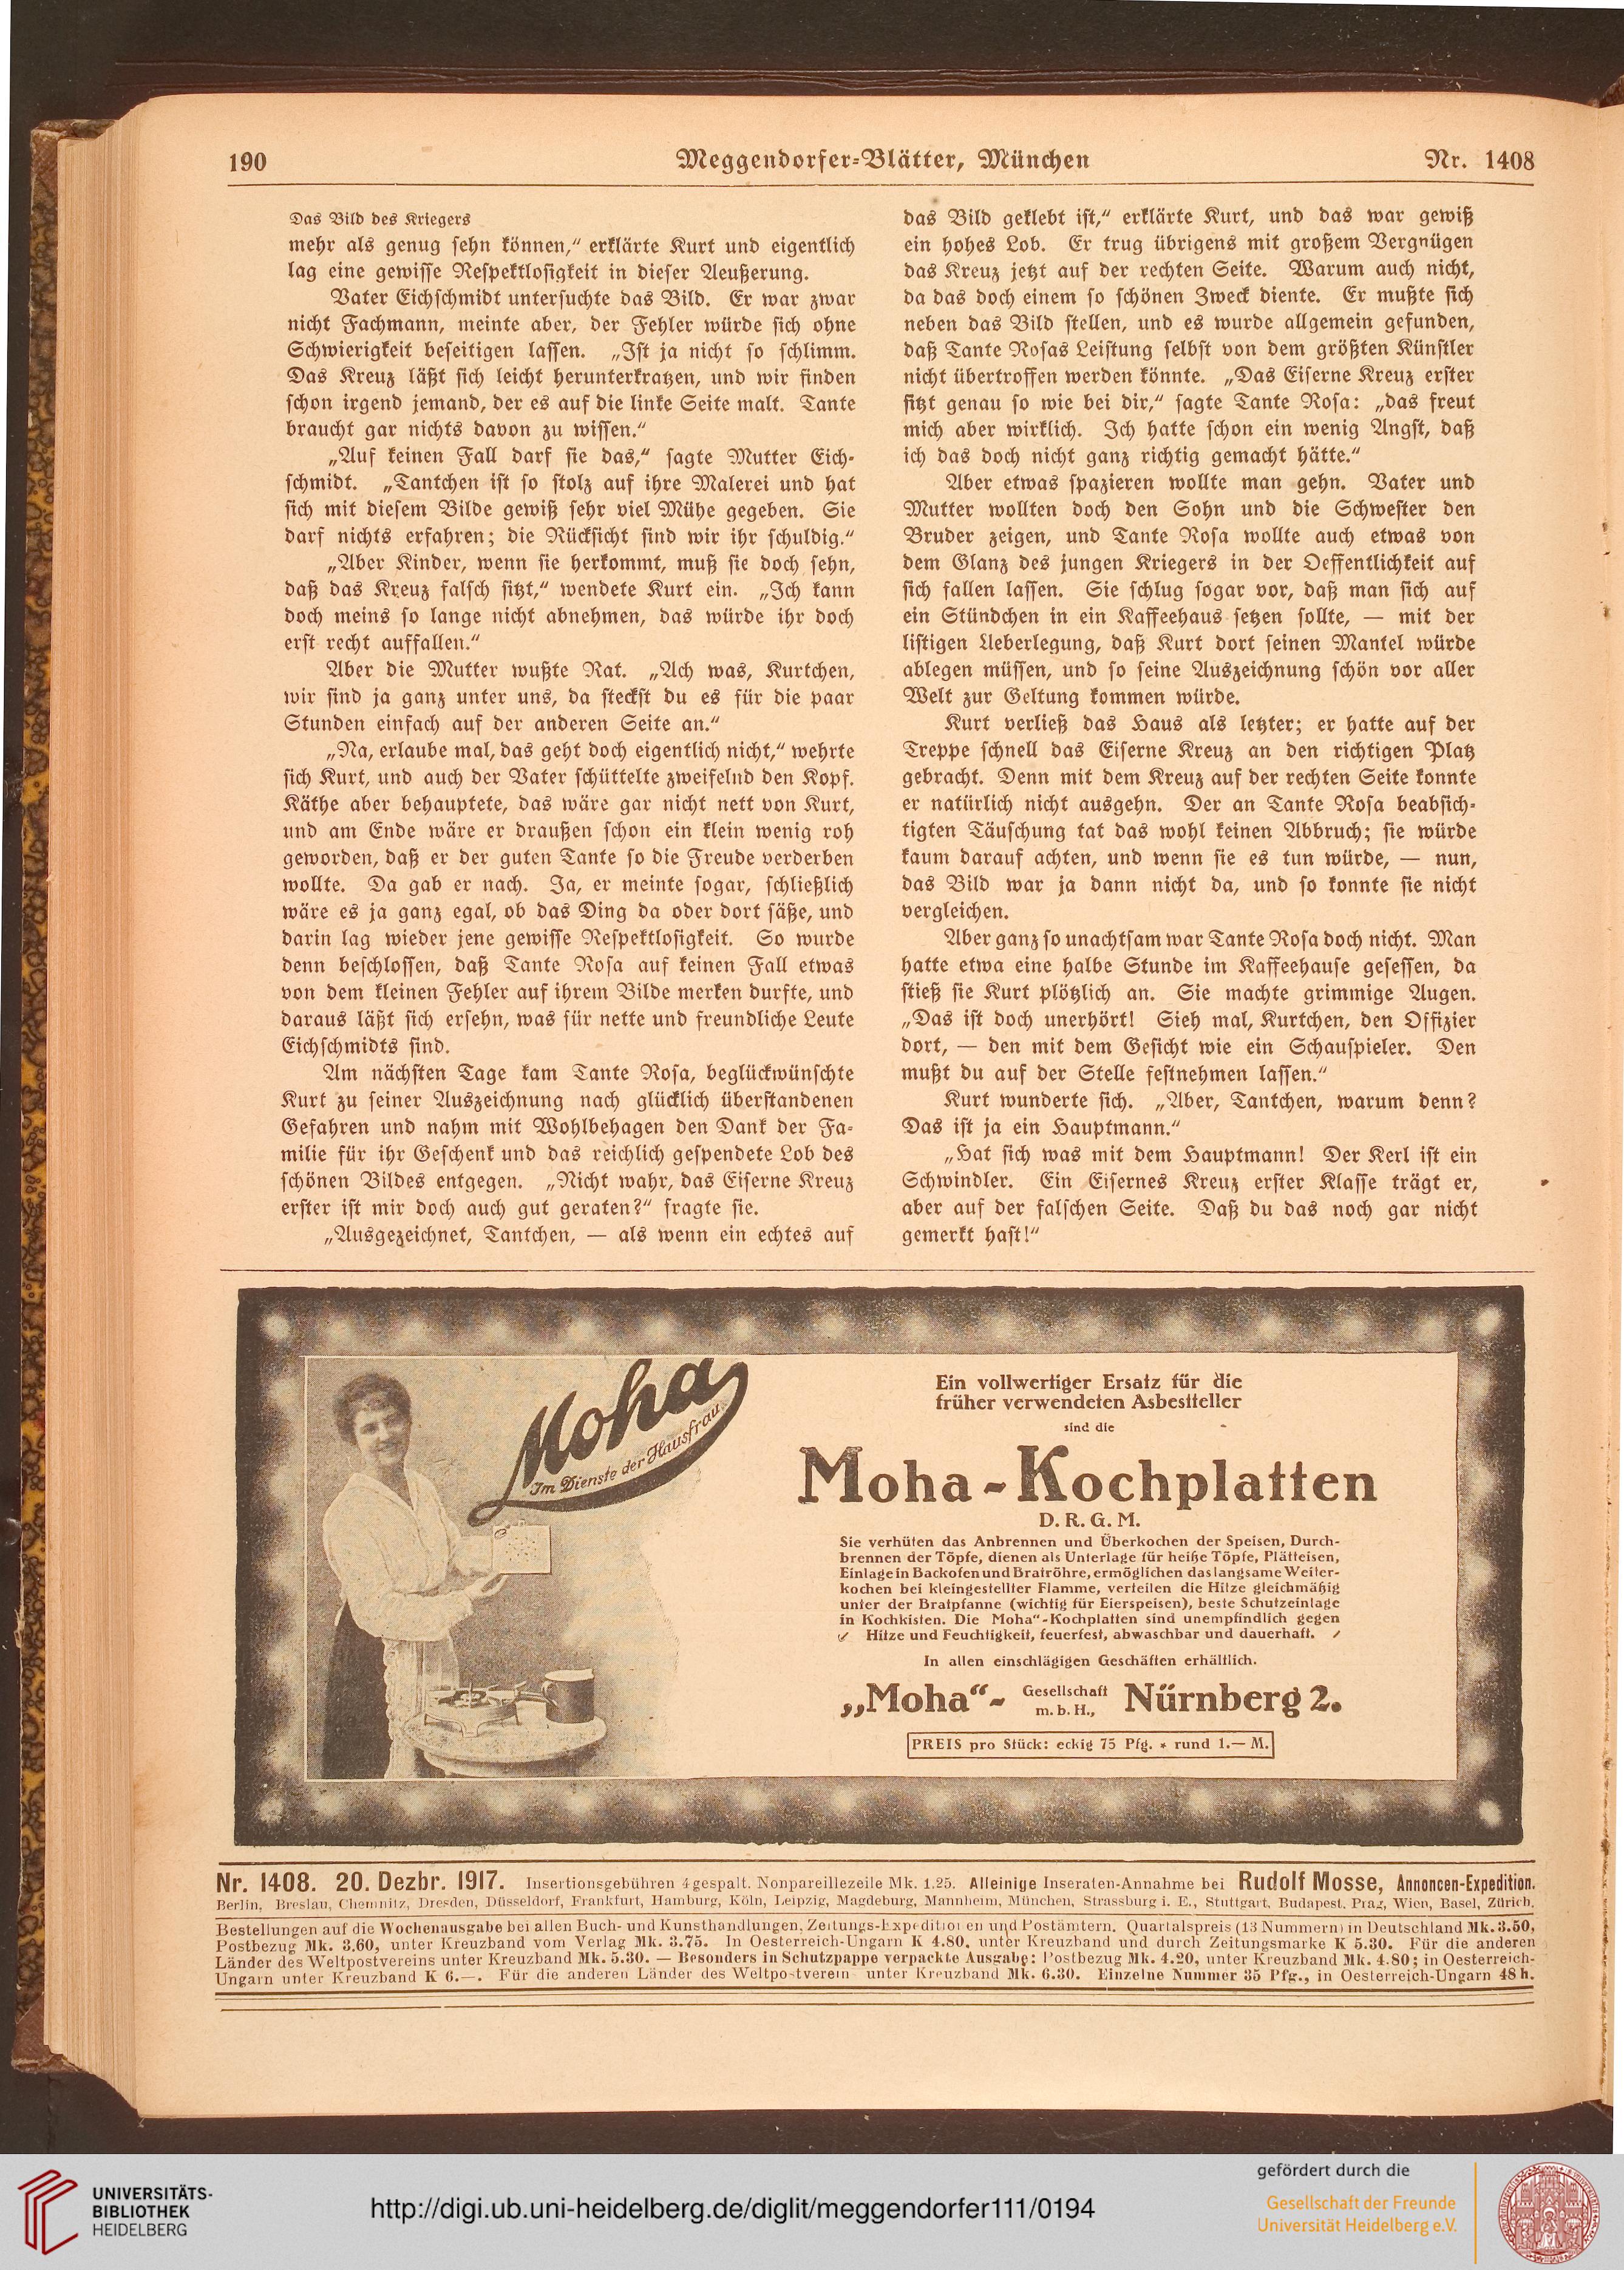 190
Meggendorfer-Blätter, München
Nr. 1408
Das Bild des Kriegers
mehr als genug sehn können,“ erklärte Kurt und eigentlich
lag eine gewisse Respektlosigkeit in dieser Aeußerung.
Vater Eichschmidt untersuchte das Bild. Er war zwar
nicht Fachmann, meinte aber, der Fehler würde sich ohne
Schwierigkeit beseitigen lassen. „Ist ja nicht so schlimm.
Das Kreuz läßt sich leicht herunterkratzen, und wir finden
schon irgend jemand, der es auf die linke Seite malt. Tante
braucht gar nichts davon zu wissen.“
„Auf keinen Fall darf sie das,“ sagte Mutter Eich-
schmidt. „Tantchen ist so stolz auf ihre Malerei und hat
sich mit diesem Bilde gewiß sehr viel Mühe gegeben. Sie
darf nichts erfahren; die Rücksicht sind wir ihr schuldig.“
„Aber Kinder, wenn sie herkommt, muß sie doch sehn,
daß das Kreuz falsch sitzt,“ wendete Kurt ein. „Ich kann
doch meins so lange nicht abnehmen, das würde ihr doch
erst recht auffallen.“
Aber die Mutter wußte Rat. „Ach was, Kurtchen,
wir sind ja ganz unter uns, da steckst du es für die paar
Stunden einfach auf der anderen Seite an.“
„Na, erlaube mal, das geht doch eigentlich nicht,“ wehrte
sich Kurt, und auch der Vater schüttelte zweifelnd den Kopf.
Käthe aber behauptete, das wäre gar nicht nett von Kurt,
und am Ende wäre er draußen schon ein klein wenig roh
geworden, daß er der guten Tante so die Freude verderben
wollte. Da gab er nach. Ja, er meinte sogar, schließlich
wäre es ja ganz egal, ob das Ding da oder dort säße, und
darin lag wieder jene gewisse Respektlosigkeit. So wurde
denn beschlossen, daß Tante Rosa auf keinen Fall etwas
von dem kleinen Fehler auf ihrem Bilde merken durfte, und
daraus läßt sich ersehn, was für nette und freundliche Leute
Eichschmidts sind.
Am nächsten Tage kam Tante Rosa, beglückwünschte
Kurt zu seiner Auszeichnung nach glücklich überstandenen
Gefahren und nahm mit Wohlbehagen den Dank der Fa-
milie für ihr Geschenk und das reichlich gespendete Lob des
schönen Bildes entgegen. „Nicht wahr, das Eiserne Kreuz
erster ist mir doch auch gut geraten?“ fragte sie.
„Ausgezeichnet, Tantchen, — als wenn ein echtes auf
das Bild geklebt ist,“ erklärte Kurt, und das war gewiß
ein hohes Lob. Er trug übrigens mit großem Vergnügen
das Kreuz jetzt auf der rechten Seite. Warum auch nicht,
da das doch einem so schönen Zweck diente. Er mußte sich
neben das Bild stellen, und es wurde allgemein gefunden,
daß Tante Rosas Leistung selbst von dem größten Künstler
nicht übertroffen werden könnte. „Das Eiserne Kreuz erster
sitzt genau so wie bei dir,“ sagte Tante Rosa: „das freut
mich aber wirklich. Ich hatte schon ein wenig Angst, daß
ich das doch nicht ganz richtig gemacht hätte.“
Aber etwas spazieren wollte man gehn. Vater und
Mutter wollten doch den Sohn und die Schwester den
Bruder zeigen, und Tante Rosa wollte auch etwas von
dem Glanz des jungen Kriegers in der Oeffentlichkeit auf
sich fallen lassen. Sie schlug sogar vor, daß man sich auf
ein Stündchen in ein Kaffeehaus setzen sollte, — mit der
listigen Ueberlegung, daß Kurt dort seinen Mantel würde
ablegen müssen, und so seine Auszeichnung schön vor aller
Welt zur Geltung kommen würde.
Kurt verließ das Haus als letzter; er hatte auf der
Treppe schnell das Eiserne Kreuz an den richtigen Platz
gebracht. Denn mit dem Kreuz auf der rechten Seite konnte
er natürlich nicht ausgehn. Der an Tante Rosa beabsich-
tigten Täuschung tat das wohl keinen Abbruch; sie würde
kaum darauf achten, und wenn sie es tun würde, — nun,
das Bild war ja dann nicht da, und so konnte sie nicht
vergleichen.
Aber ganz so unachtsam war Tante Rosa doch nicht. Man
hatte etwa eine halbe Stunde im Kaffeehause gesessen, da
stieß sie Kurt plötzlich an. Sie machte grimmige Augen.
„Das ist doch unerhört! Sieh mal, Kurtchen, den Offizier
dort, — den mit dem Gesicht wie ein Schauspieler. Den
mußt du auf der Stelle festnehmen lassen.“
Kurt wunderte sich. „Aber, Tantchen, warum denn?
Das ist ja ein Hauptmann.“
„Hat sich was mit dem Hauptmann! Der Kerl ist ein
Schwindler. Ein Eisernes Kreuz erster Klasse trägt er,
aber auf der falschen Seite. Daß du das noch gar nicht
gemerkt hast!“
Moha
Im Dienste der Hausfrau
Ein vollwertiger Ersatz für die
früher verwendeten Asbestteller
sind die
Moha-Kochplatten
D. R. G. M.
Sie verhüten das Anbrennen und Überkochen der Speisen, Durch-
brennen der Töpfe, dienen als Unterlage für heiße Töpfe, Plätteisen,
Einlage in Backofen und Bratröhre, ermöglichen das langsame Weiter-
kochen bei kleingestellter Flamme, verteilen die Hitze gleichmäßig
unter der Bratpfanne (wichtig für Eierspeisen), beste Schutzeinlage
in Kochkisten. Die Moha“-Kochplatten sind unempfindlich gegen
Hitze und Feuchtigkeit, feuerfest, abwaschbar und dauerhaft.
In allen einschlägigen Geschäften erhältlich.
„Moha“- Gesellschaft m. b. H., Nürnberg 2.
PREIS pro Stück: eckig 75 Pfg. * rund 1.— M.
Nr. 1408. 20. Dezbr. 1917. Insertionsgebühren 4 gespalt. Nonpareillezeile Mk. 1.25. Alleinige Inseraten-Annahme bei Rudolf Mosse, Annoncen-Expedition.
Berlin, Breslau, Chemnitz, Dresden, Düsseldorf, Frankfurt, Hamburg, Köln, Leipzig, Magdeburg, Mannheim, München, Strassburg i. E., Stuttgart, Budapest, Prag, Wien, Basel, Zürich.
Bestellungen auf die Wochenausgabe bei allen Buch- und Kunsthandlungen, Zeitungs-Expeditionen und Postämtern. Quartalspreis (13 Nummern) in Deutschland Mk. 3.50,
Postbezug Mk. 3.60, unter Kreuzband vom Verlag Mk. 3.75. In Oesterreich-Ungarn K 4.80, unter Kreuzband und durch Zeitungsmarke K 5.30. Für die anderen
Länder des Weltpostvereins unter Kreuzband Mk. 5.30. — Besonders in Schutzpappe verpackte Ausgabe: Postbezug Mk. 4.20, unter Kreuzband Mk. 4.80; in Oesterreich-
Ungarn unter Kreuzband K 6.—. Für die anderen Länder des Weltpostvereins unter Kreuzband Mk. 6.30. Einzelne Nummer 35 Pfg., in Oesterreich-Ungarn 48 h.
UNIVERSITÄTS-
BIBLIOTHEK
HEIDELBERG
http://digi.ub.uni-heidelberg.de/diglit/meggendorfer111/0194
gefördert durch die
Gesellschaft der Freunde
Universität Heidelberg e.V.